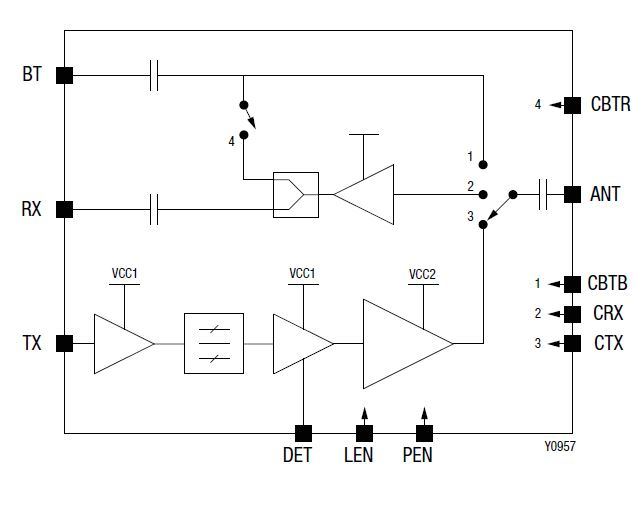 BT
4 CBTR
4
1
RX
2
ANT
3
VCC1
VCC1
VCC2
1 CBTB
2 CRX
TX
3 CTX
Y0957
DET LEN PEN